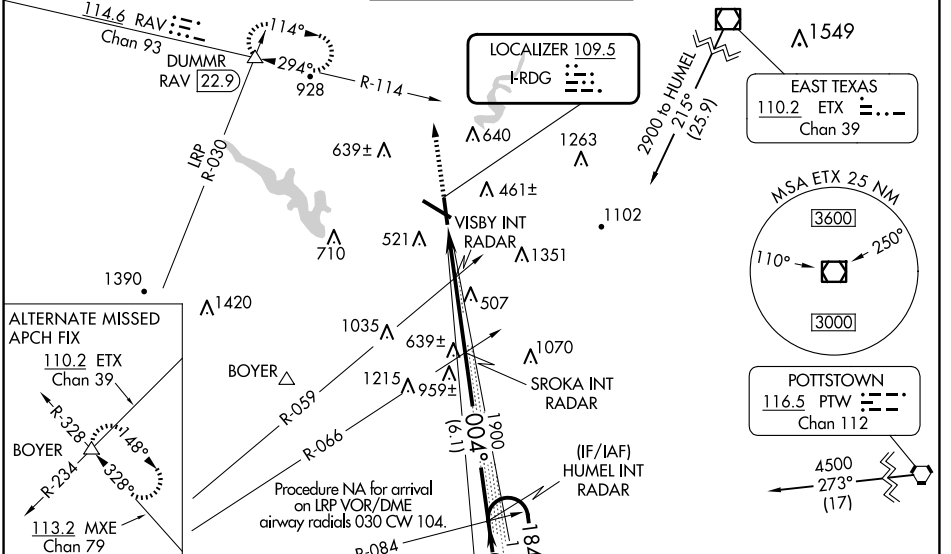 114.6 RAV
Chan 93
114°
DUMMR
RAV 22.9
294°
928
R-114
LOCALIZER 109.5
I-RDG
2900 to HUMEL
215°
(25.9)
1549
EAST TEXAS
110.2 ETX
Chan 39
LRP
R-030
639±
640
1263
461±
1102
VISBY INT
RADAR
710
521
1351
MSA ETX 25 NM
3600
110°
250°
3000
1390
1420
507
ALTERNATE MISSED
APCH FIX
110.2 ETX
Chan 39
R-328
BOYER
148°
328°
R-234
113.2 MXE
Chan 79
1035
639±
1070
BOYER
1215
959±
SROKA INT
RADAR
R-059
R-066
004°
1900
(6.1)
POTTSTOWN
116.5 PTW
Chan 112
(IF/IAF)
HUMEL INT
RADAR
4500
273°
(17)
Procedure NA for arrival
on LRP VOR/DME
airway radials 030 CW 104.
R-084
184